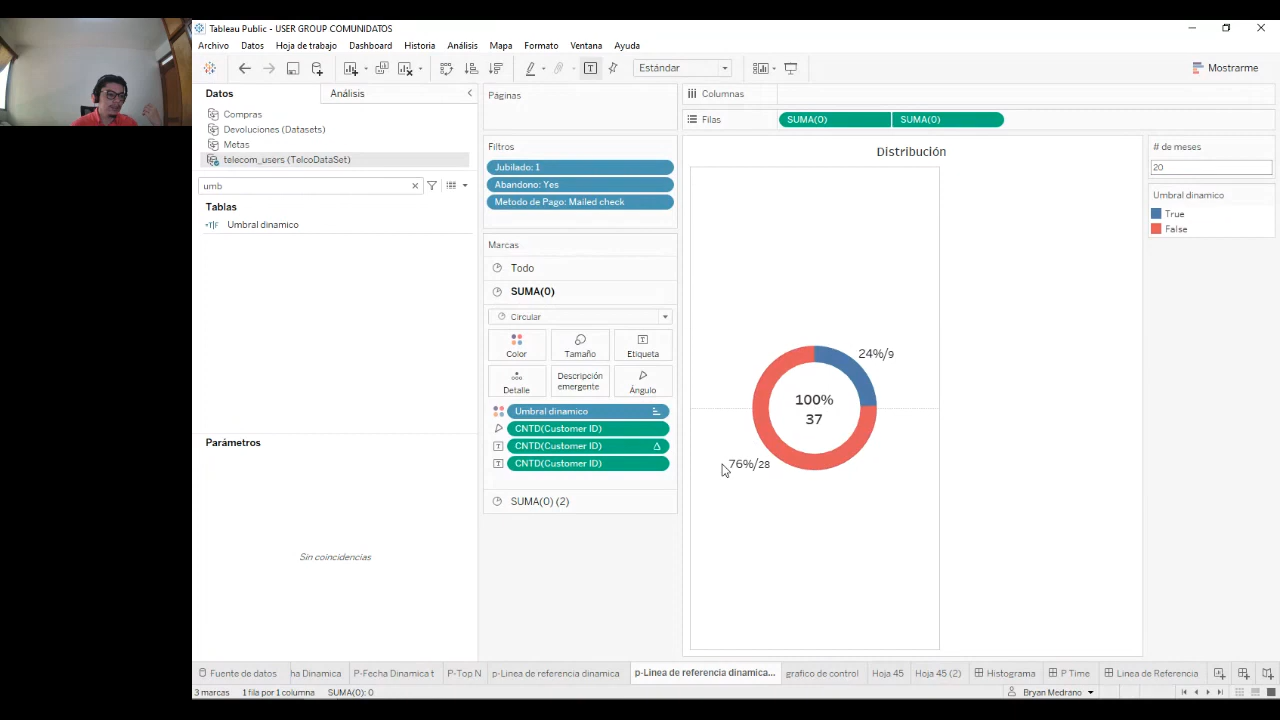 Tableau Public - USER GROUP COMUNIDATOS
Archivo Datos Hoja de trabajo Dashboard Historia Análisis Mapa Formato Ventana Ayuda
Estándar
Mostrarme
Datos Análisis
Compras
Devoluciones (Datasets)
Metas
telecom_users (TelcoDataSet)
umb
Tablas
Umbral dinamico
Parámetros
Sin coincidencias
Páginas
Filtros
Jubilado: 1
Abandono: Yes
Metodo de Pago: Mailed check
Marcas
Todo
SUMA(0)
Circular
Color Tamaño Etiqueta
Detalle Descripción emergente Ángulo
Umbral dinamico
CNTD(Customer ID)
CNTD(Customer ID)
CNTD(Customer ID)
SUMA(0) (2)
Columnas
Filas SUMA(0) SUMA(0)
Distribución
24%/9
100%
37
76%/28
# de meses
20
Umbral dinamico
True
False
Fuente de datos ha Dinamica P-Fecha Dinamica t P-Top N p-Linea de referencia dinamica p-Linea de referencia dinamica... grafico de control Hoja 45 Hoja 45 (2) Histograma P Time Linea de Referencia
3 marcas 1 fila por 1 columna SUMA(0): 0 Bryan Medrano